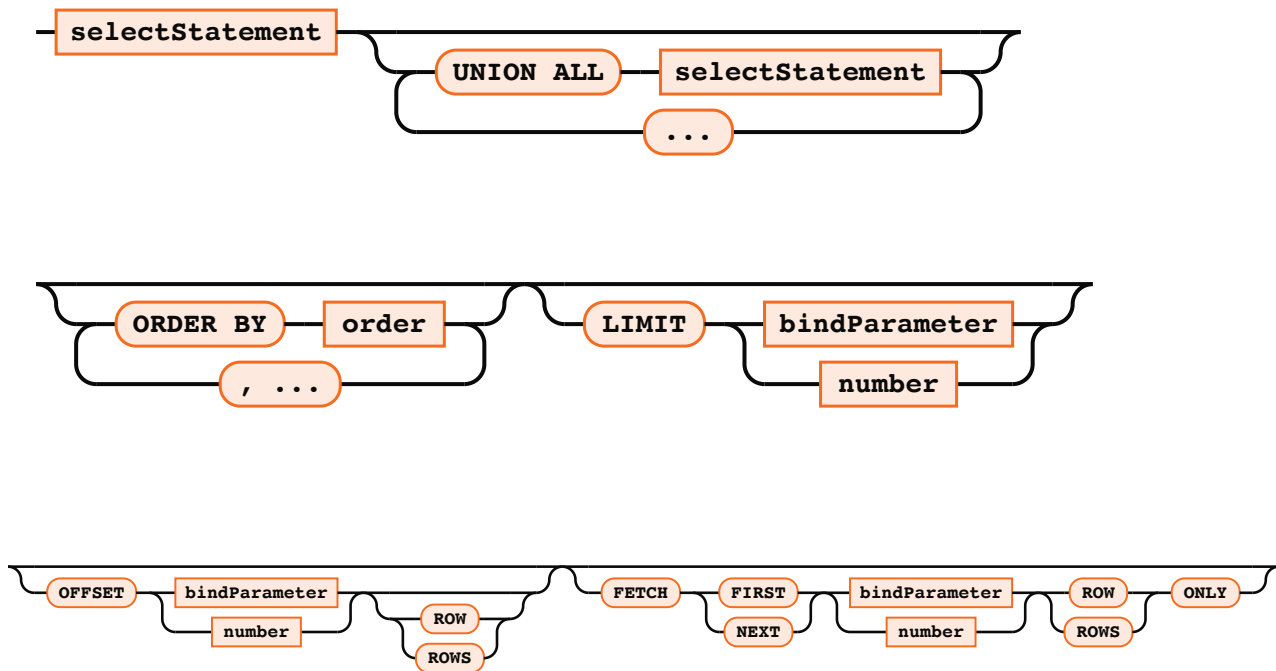 selectStatement
UNION ALL selectStatement
...
ORDER BY order LIMIT bindParameter
, ... number
OFFSET bindParameter FETCH FIRST bindParameter ROW ONLY
number ROW NEXT number ROWS
ROWS